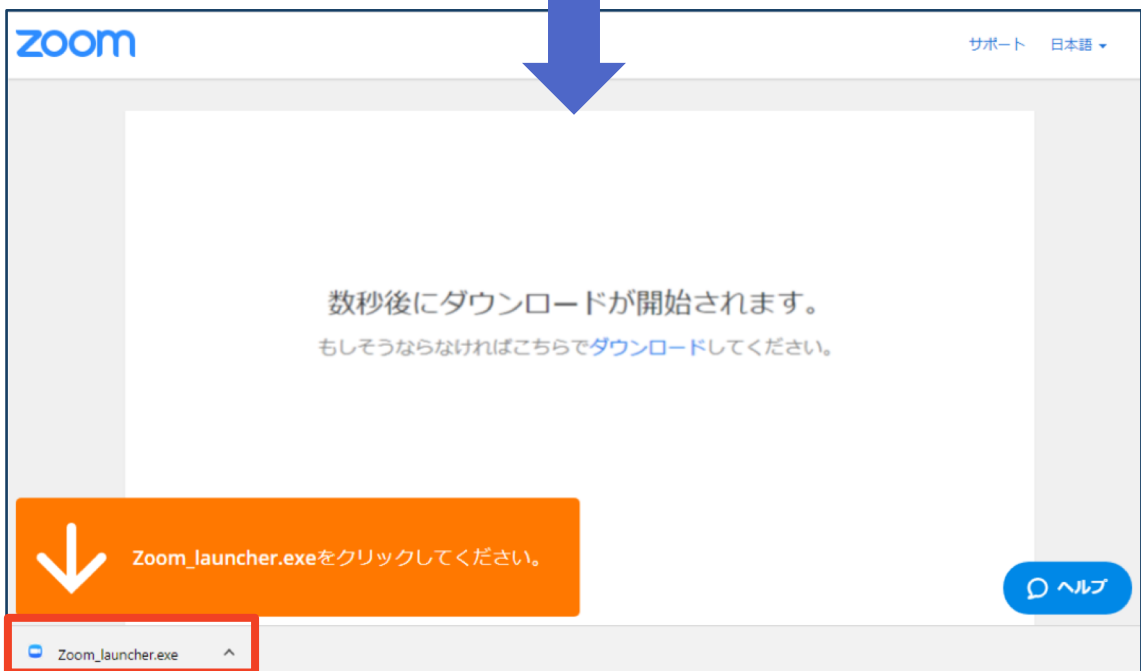 zoom
サポート 日本語
数秒後にダウンロードが開始されます。
もしそうならなければこちらでダウンロードしてください。
Zoom_launcher.exeをクリックしてください。
ヘルプ
Zoom_launcher.exe